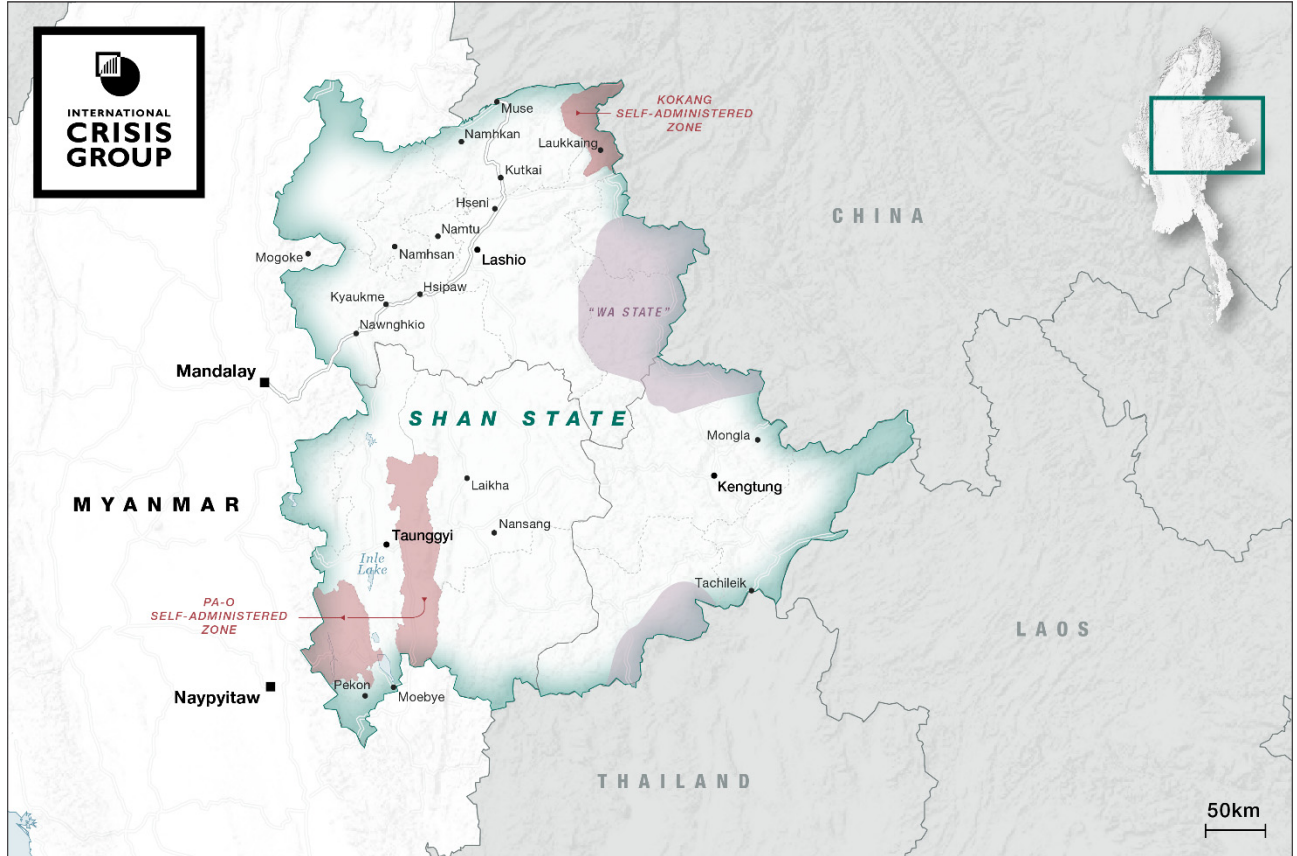 INTERNATIONAL
CRISIS
GROUP
KOKANG
SELF-ADMINISTERED
ZONE
Muse
Namhkan
Laukkaing
Kutkai
Hseni
Namtu
Namhsan
Lashio
Mogoke
CHINA
"WA STATE"
Hsipaw
Kyaukme
Nawnghkio
Mandalay
SHAN STATE
Mongla
Laikha
Kengtung
MYANMAR
Nansang
Taunggyi
Inle
Lake
Tachileik
PA-O
SELF-ADMINISTERED
ZONE
LAOS
Pekon
Moebye
Naypyitaw
THAILAND
50km